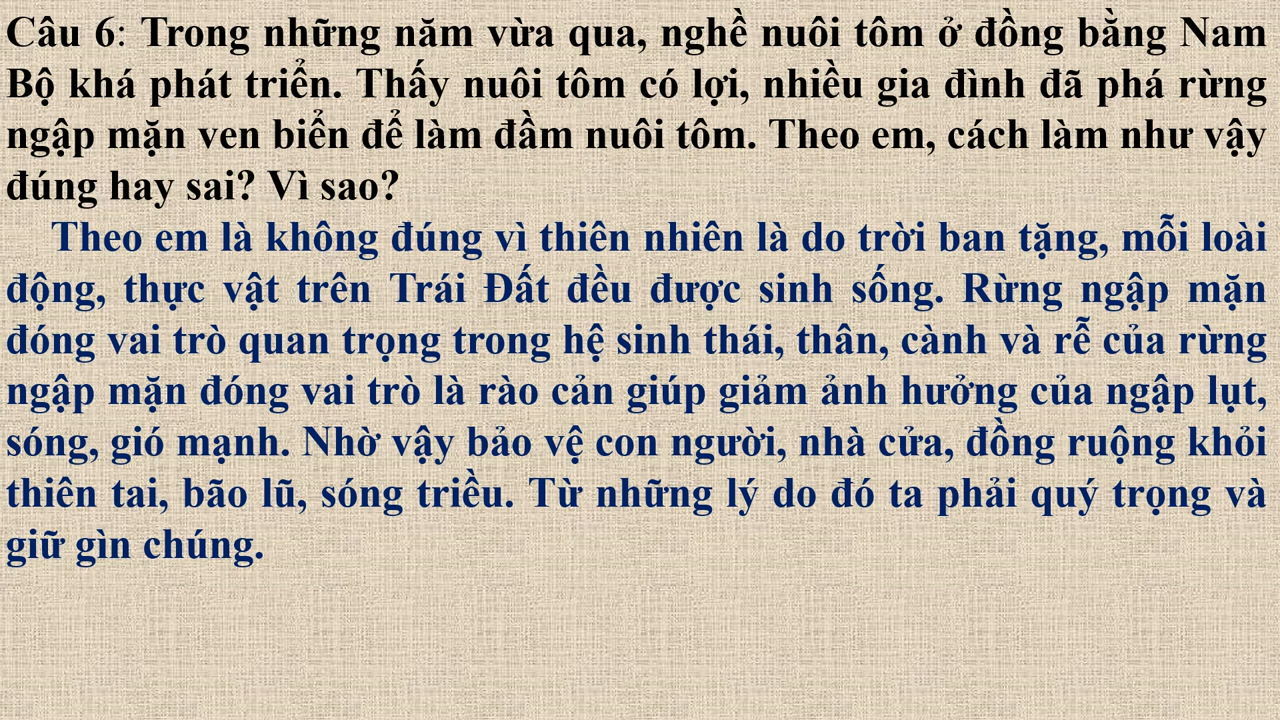 Câu 6: Trong những năm vừa qua, nghề nuôi tôm ở đồng bằng Nam
Bộ khá phát triển. Thấy nuôi tôm có lợi, nhiều gia đình đã phá rừng
ngập mặn ven biển để làm đầm nuôi tôm. Theo em, cách làm như vậy
đúng hay sai? Vì sao?
Theo em là không đúng vì thiên nhiên là do trời ban tặng, mỗi loài
động, thực vật trên Trái Đất đều được sinh sống. Rừng ngập mặn
đóng vai trò quan trọng trong hệ sinh thái, thân, cành và rễ của rừng
ngập mặn đóng vai trò là rào cản giúp giảm ảnh hưởng của ngập lụt,
sóng, gió mạnh. Nhờ vậy bảo vệ con người, nhà cửa, đồng ruộng khỏi
thiên tai, bão lũ, sóng triều. Từ những lý do đó ta phải quý trọng và
giữ gìn chúng.